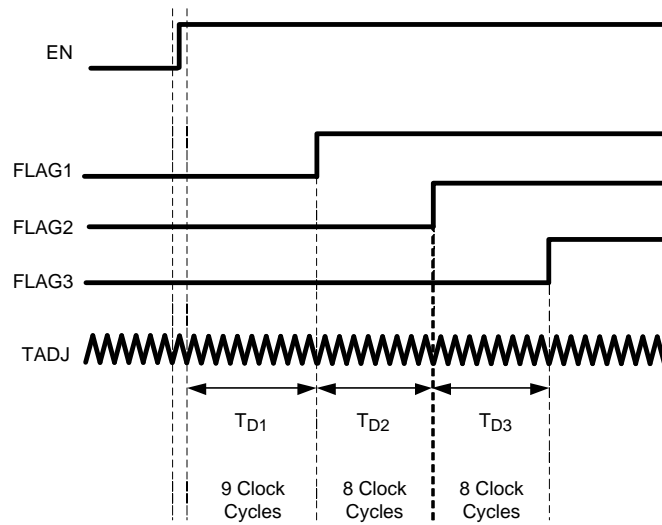 EN
FLAG1
FLAG2
FLAG3
TADJ
TD1
TD2
TD3
9 Clock
Cycles
8 Clock
Cycles
8 Clock
Cycles